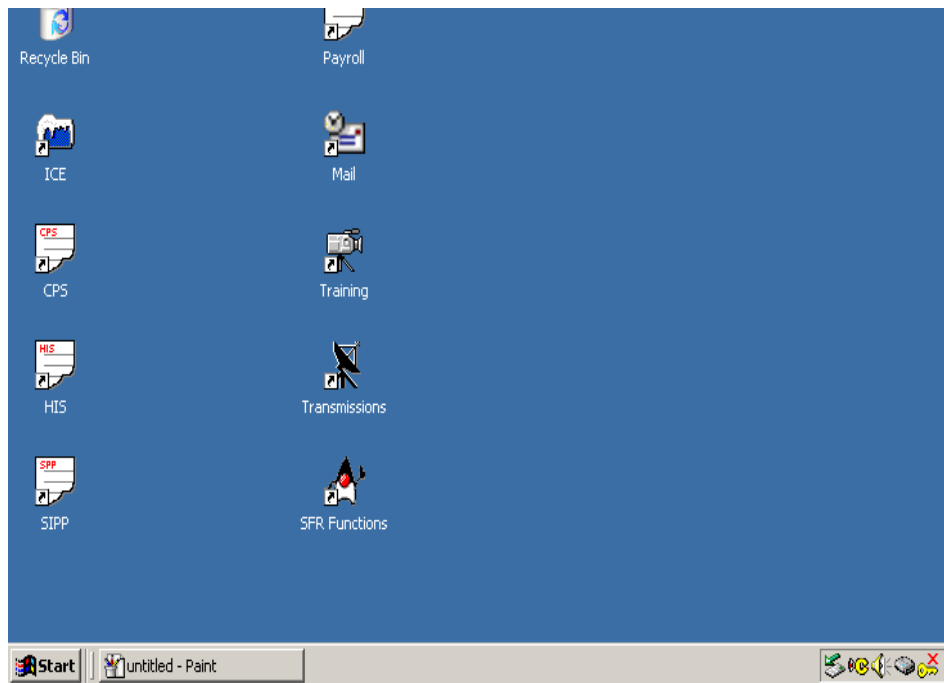 Recycle Bin
Payroll
ICE
Mail
CPS
CPS
Training
HIS
HIS
Transmissions
SPP
SIPP
SFR Functions
Start
untitled - Paint